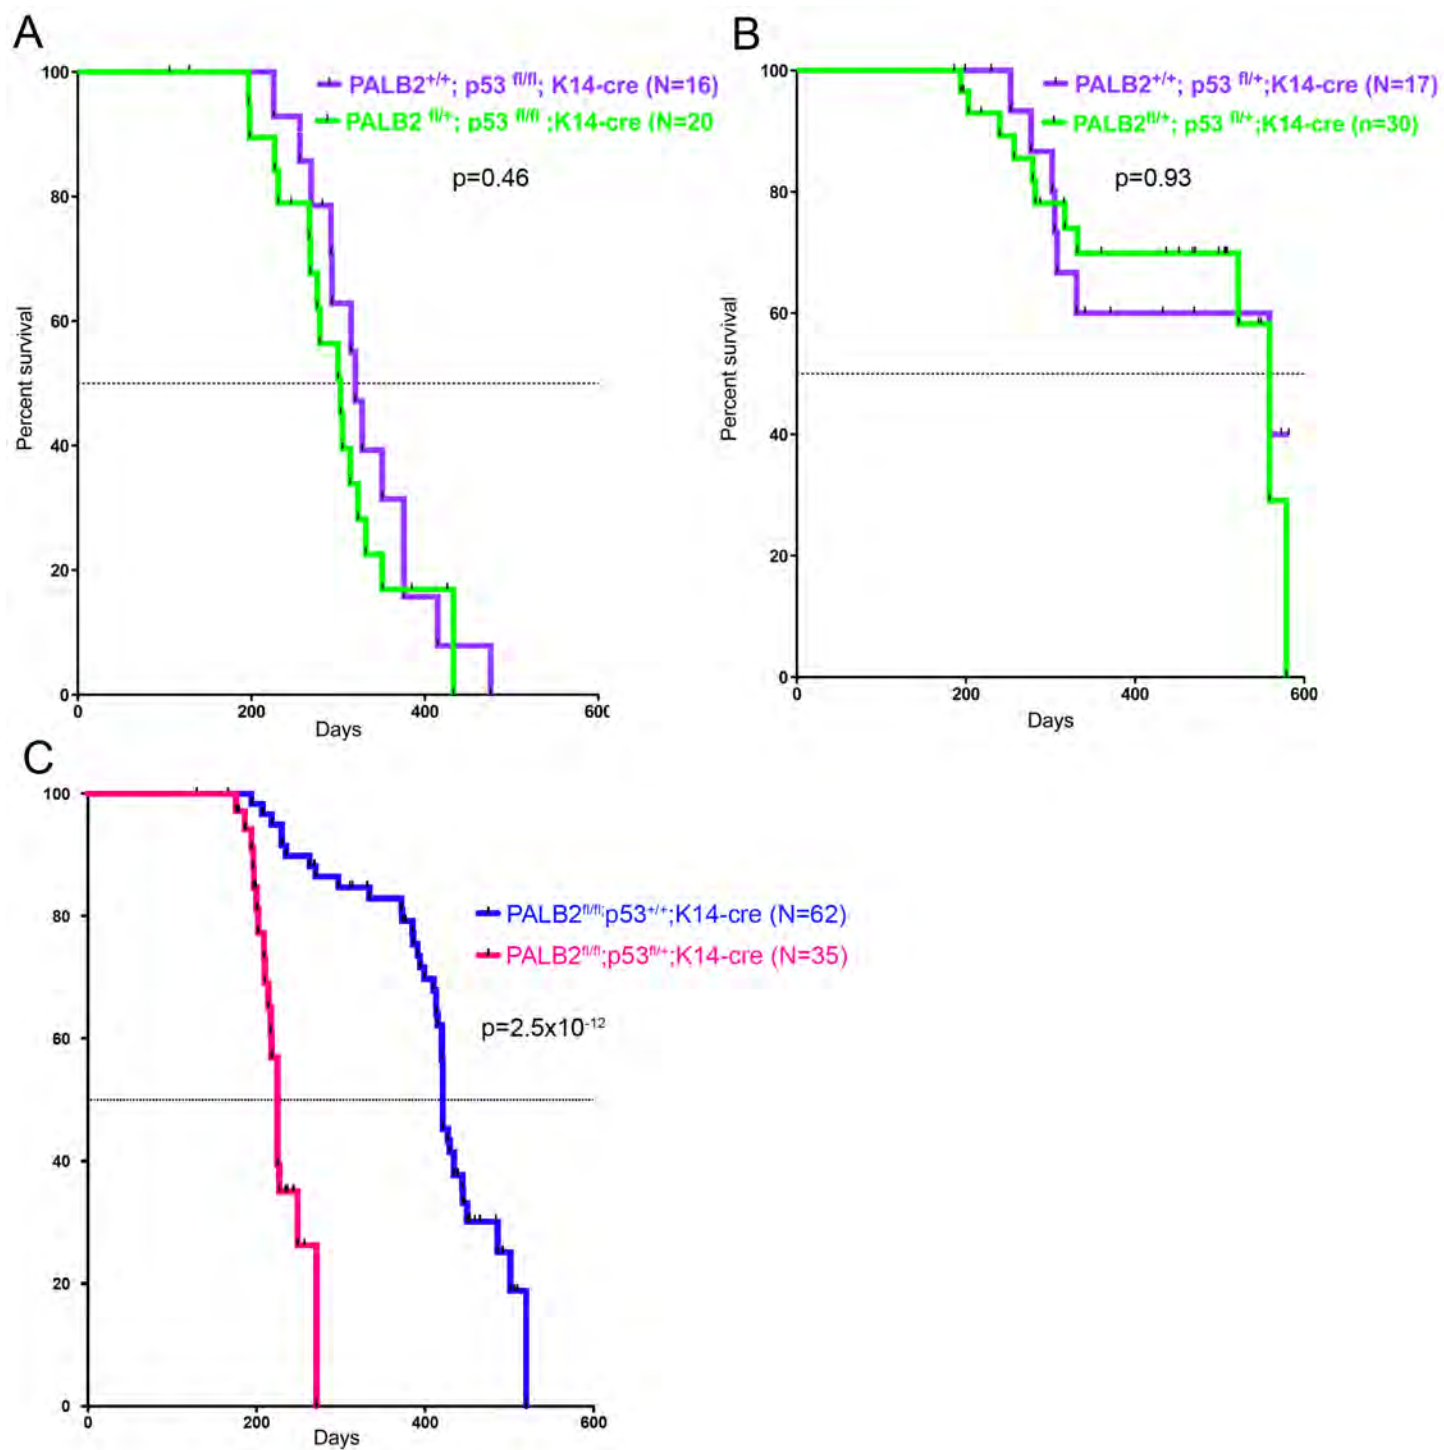 A
PALB2+/+; p53 fl/fl; K14-cre (N=16)
PALB2 fl/+; p53 fl/fl ;K14-cre (N=20
p=0.46
Percent survival
100
80
60
40
20
0
0 200 400 600
Days
B
PALB2+/+; p53 fl/+;K14-cre (N=17)
PALB2fl/+; p53 fl/+;K14-cre (n=30)
p=0.93
Percent survival
100
80
60
40
20
0
0 200 400 600
Days
C
PALB2fl/fl;p53+/+;K14-cre (N=62)
PALB2fl/fl;p53fl/+;K14-cre (N=35)
p=2.5x10-12
100
80
60
40
20
0
0 200 400 600
Days